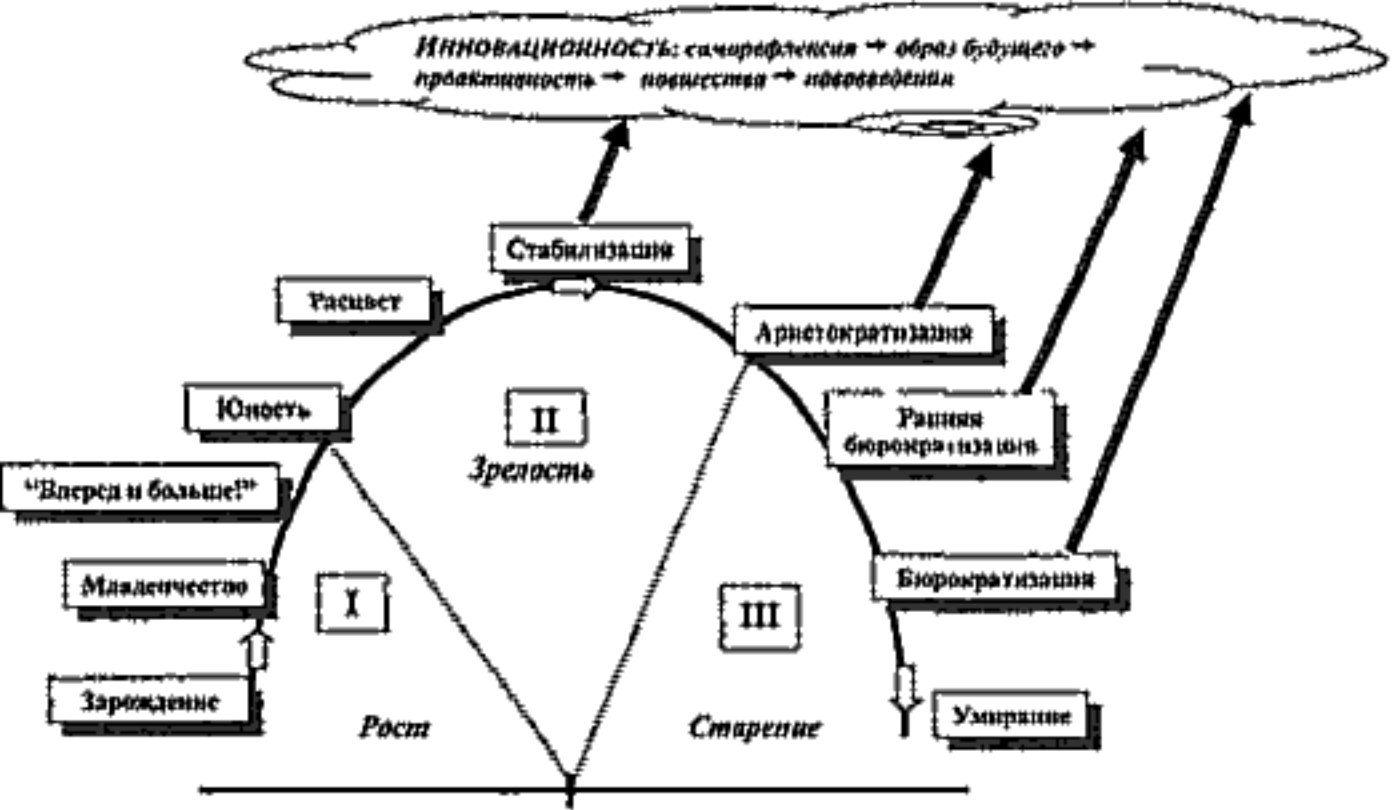 Инновационность: саморефлексия → образ будущего →
проактивность → новшества → нововведения
Стабилизация
Расцвет
Аристократизация
Юность
II
Ранняя
бюрократизация
Зрелость
“Вперед и больше!”
Младенчество
Бюрократизация
I
III
Зарождение
Рост
Старение
Умирание